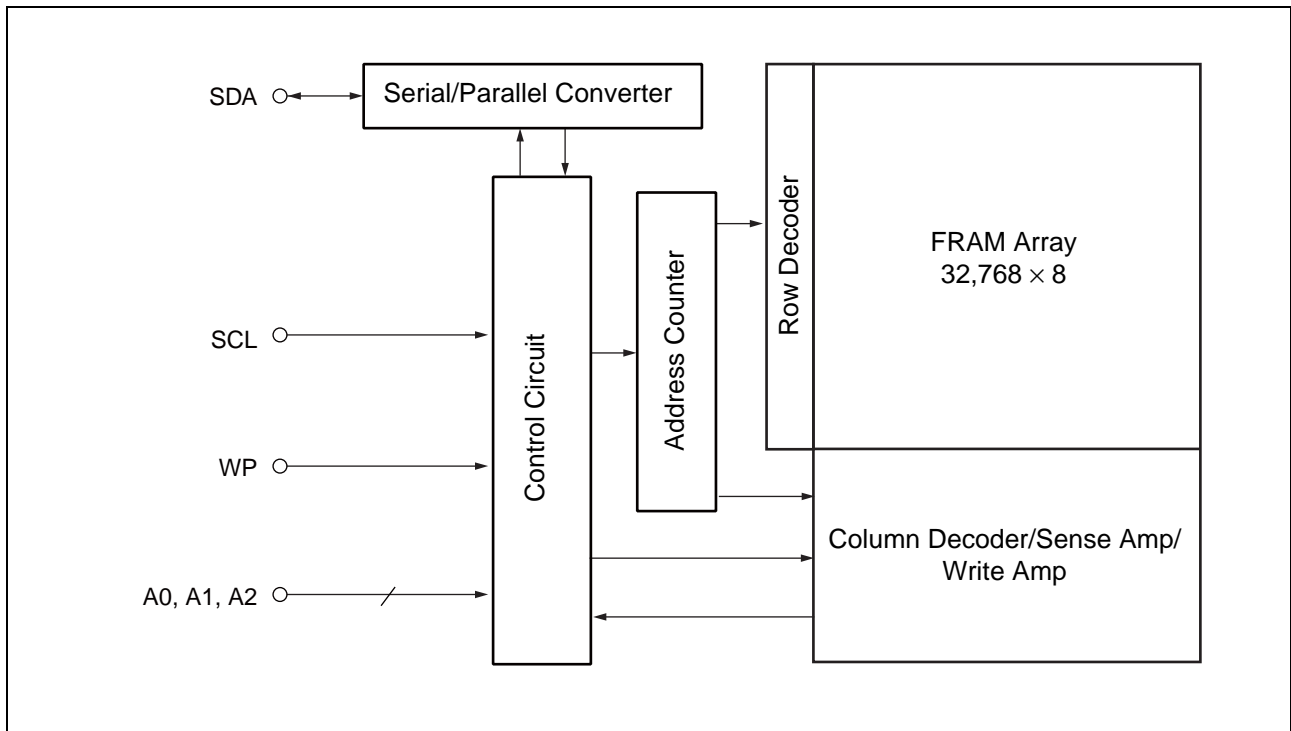 SDA
Serial/Parallel Converter
Row Decoder
FRAM Array
32,768 × 8
Address Counter
Control Circuit
SCL
WP
Column Decoder/Sense Amp/
Write Amp
A0, A1, A2